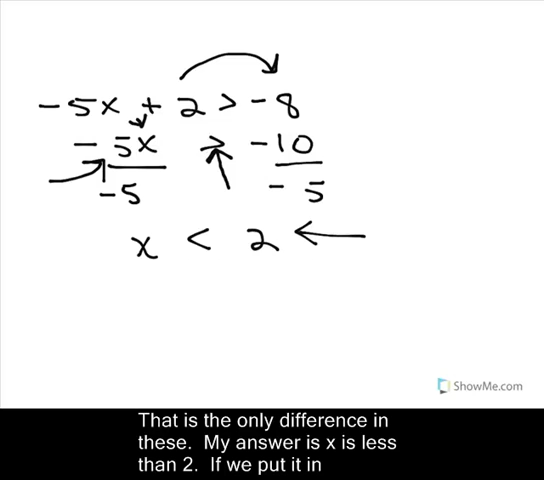 -5x + 2 > -8
-5x > -10
-5 -5
x < 2
ShowMe.com
That is the only difference in
these. My answer is x is less
than 2. If we put it in